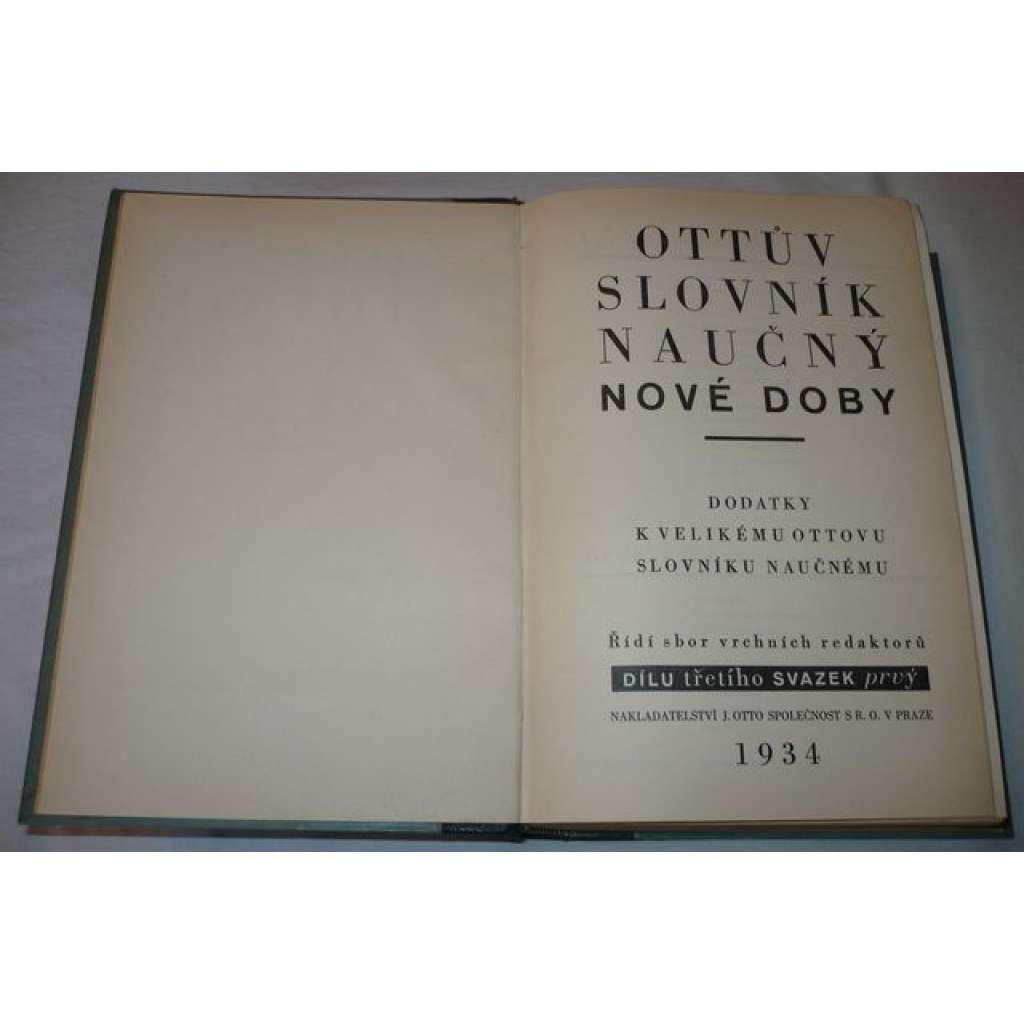 OTTŮV
SLOVNÍK
NAUČNÝ
NOVÉ DOBY
DODATKY
K VELIKÉMU OTTOVU
SLOVNÍKU NAUČNÉMU
Řídí sbor vrchních redaktorů
DÍLU třetího SVAZEK prvý
NAKLADATELSTVÍ J. OTTO SPOLEČNOST S R. O. V PRAZE
1934